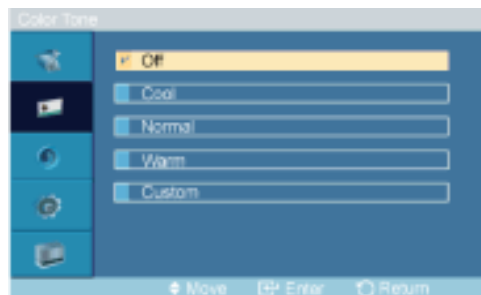 Color Tone
Off
Cool
Normal
Warm
Custom
Move Enter Return